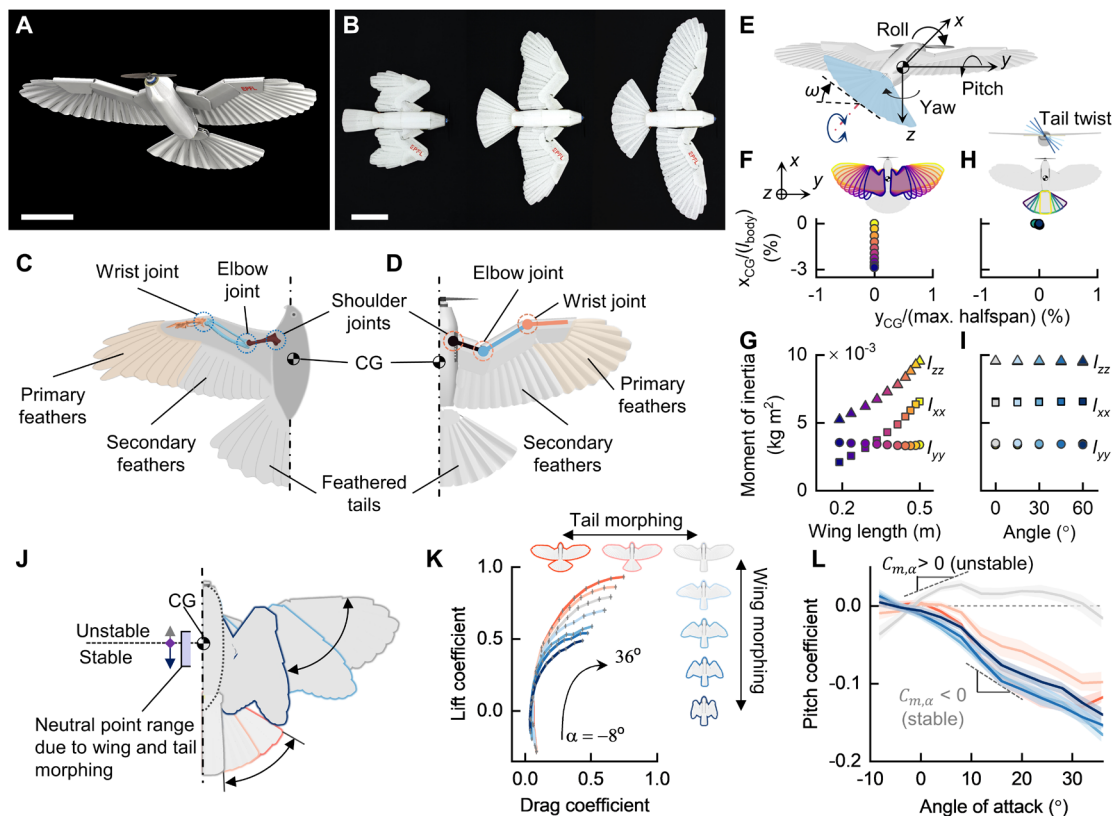 A
EPFL
B
EPFL
EPFL
EPFL
C
Wrist joint
Elbow
joint
Primary
feathers
Secondary
feathers
Feathered
tails
Shoulder
joints
CG
D
Elbow joint
Wrist joint
Primary
feathers
Secondary
feathers
E
Roll
x
y
Pitch
ω
Yaw
z
Tail twist
F
x
z
y
H
x_CG/(l_body)
(%)
0
-3
-1 0 1
-1 0 1
y_CG/(max. halfspan) (%)
G
× 10⁻³
I
Moment of inertia
(kg m²)
10
5
0
I_zz
I_xx
I_yy
I_zz
I_xx
I_yy
0.2 0.5
Wing length (m)
0 30 60
Angle (°)
J
CG
Unstable
Stable
Neutral point range
due to wing and tail
morphing
K
Tail morphing
Wing morphing
Lift coefficient
1.0
0.5
0.0
36°
α = −8°
0.0 0.5 1.0
Drag coefficient
L
C_m,α > 0 (unstable)
Pitch coefficient
0.0
-0.1
-0.2
C_m,α < 0
(stable)
-10 0 10 20 30
Angle of attack (°)